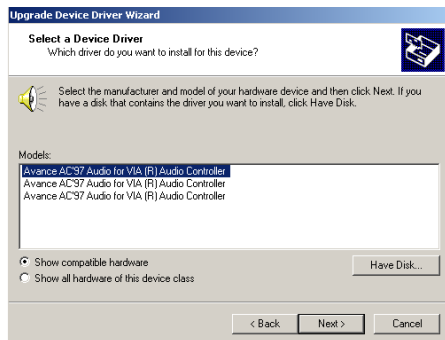 Upgrade Device Driver Wizard
Select a Device Driver
Which driver do you want to install for this device?
Select the manufacturer and model of your hardware device and then click Next. If you
have a disk that contains the driver you want to install, click Have Disk.
Models:
Avance AC'97 Audio for VIA (R) Audio Controller
Avance AC'97 Audio for VIA (R) Audio Controller
Avance AC'97 Audio for VIA (R) Audio Controller
Show compatible hardware
Show all hardware of this device class
Have Disk...
< Back
Next >
Cancel